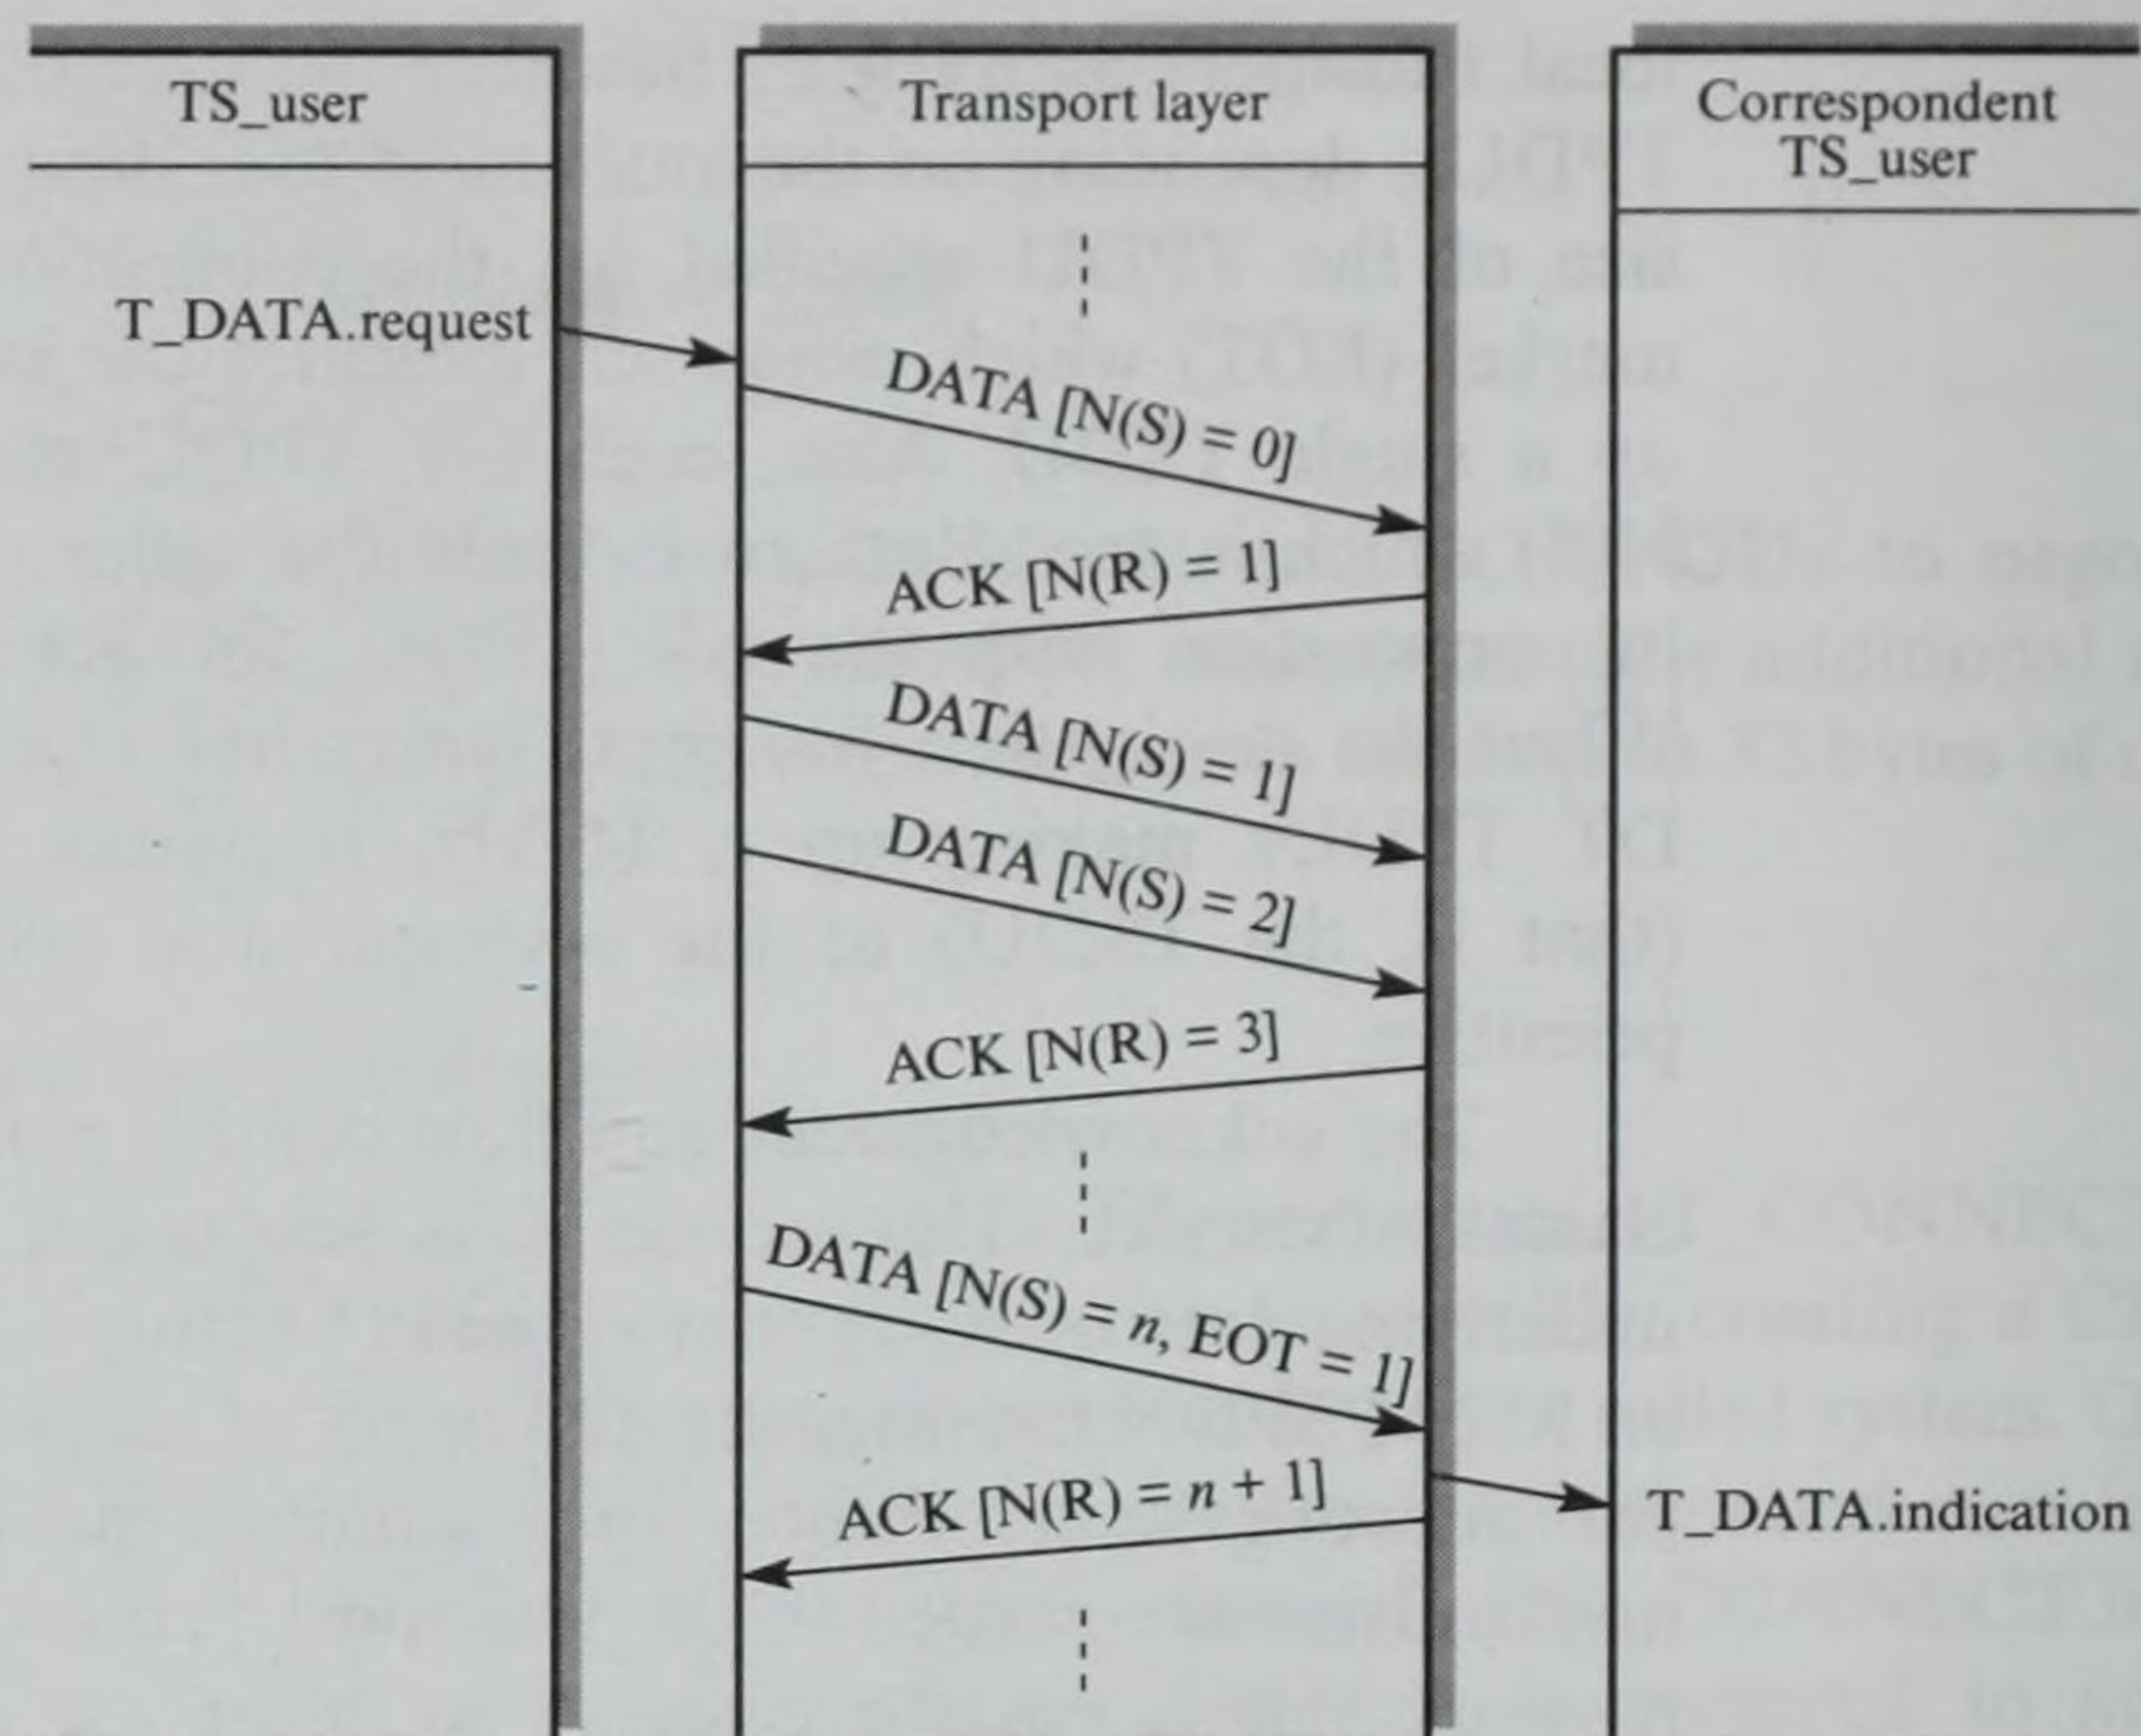 TS_user
Transport layer
Correspondent
TS_user
T_DATA.request
DATA [N(S) = 0]
ACK [N(R) = 1]
DATA [N(S) = 1]
DATA [N(S) = 2]
ACK [N(R) = 3]
DATA [N(S) = n, EOT = 1]
ACK [N(R) = n + 1]
T_DATA.indication